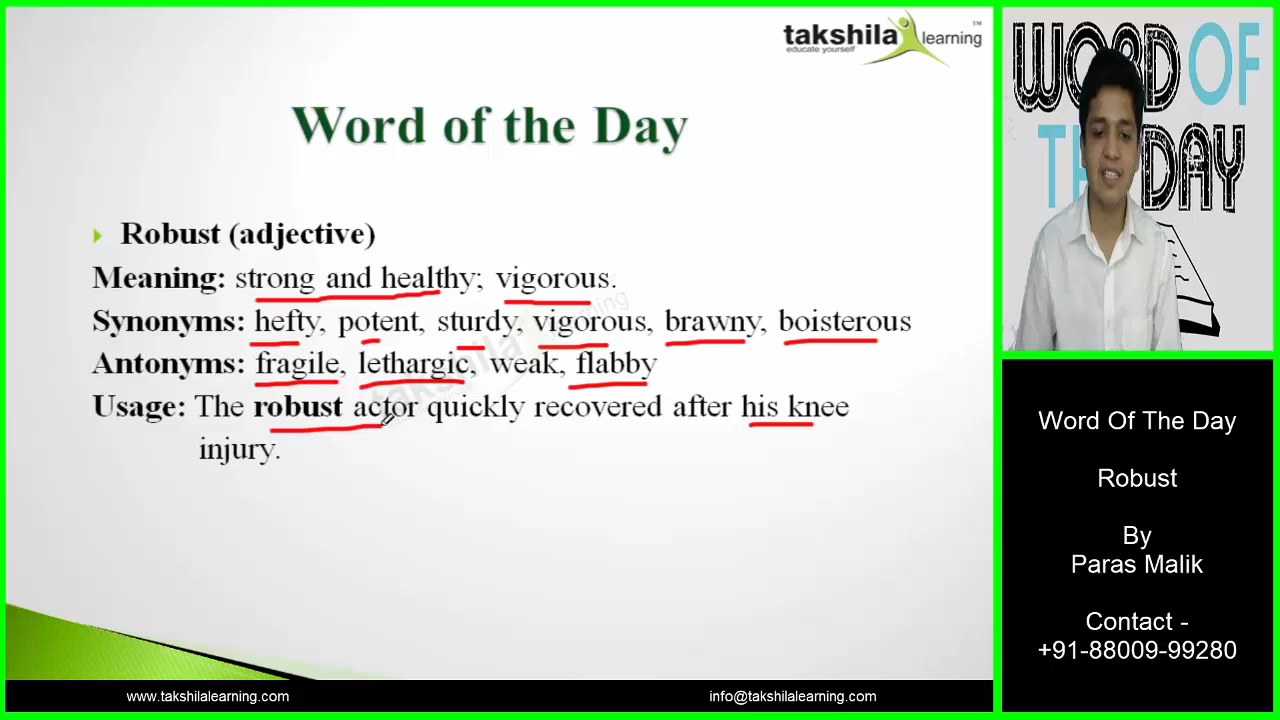 takshila learning™
educate yourself
Word of the Day
Robust (adjective)
Meaning: strong and healthy; vigorous.
Synonyms: hefty, potent, sturdy, vigorous, brawny, boisterous
Antonyms: fragile, lethargic, weak, flabby
Usage: The robust actor quickly recovered after his knee
injury.
takshila learning
www.takshilalearning.com
info@takshilalearning.com
WORD OF
THE DAY
Word Of The Day
Robust
By
Paras Malik
Contact -
+91-88009-99280